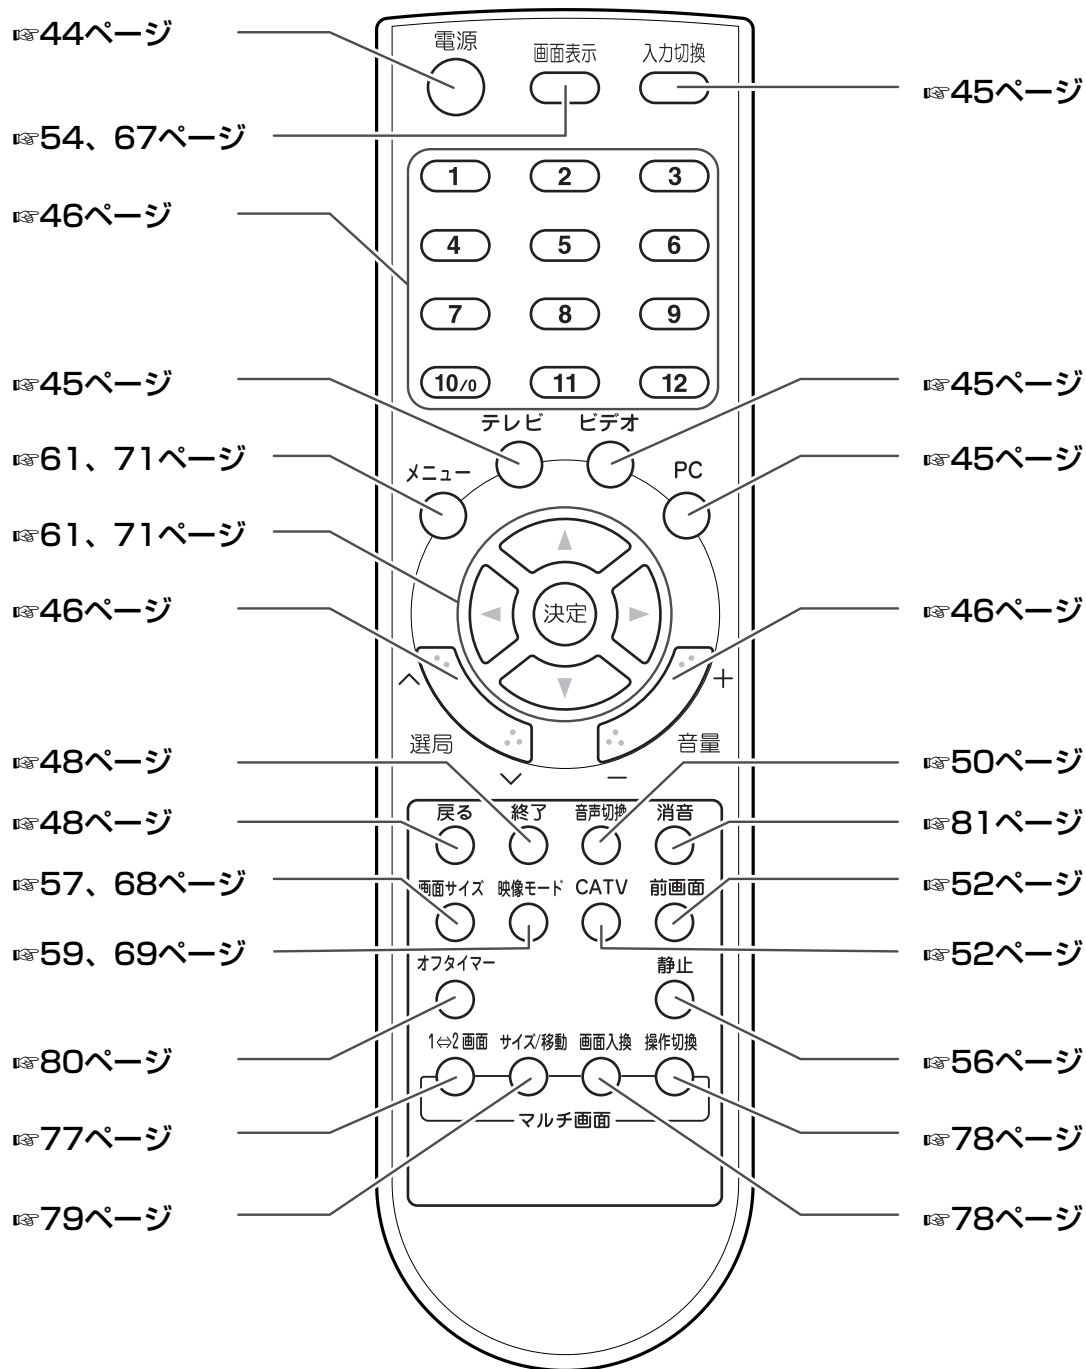 ☞44ページ
電源
画面表示
入力切換
☞45ページ
☞54、67ページ
1
2
3
☞46ページ
4
5
6
7
8
9
☞45ページ
10/0
11
12
☞45ページ
テレビ
ビデオ
☞61、71ページ
メニュー
PC
☞45ページ
☞61、71ページ
☞46ページ
決定
☞46ページ
+
選局
音量
−
☞48ページ
☞50ページ
戻る
終了
音声切換
消音
☞48ページ
☞81ページ
☞57、68ページ
画面サイズ
映像モード
CATV
前画面
☞52ページ
☞59、69ページ
☞52ページ
オフタイマー
静止
1⇔2 画面
サイズ/移動
画面入換
操作切換
☞80ページ
☞56ページ
マルチ画面
☞77ページ
☞78ページ
☞79ページ
☞78ページ